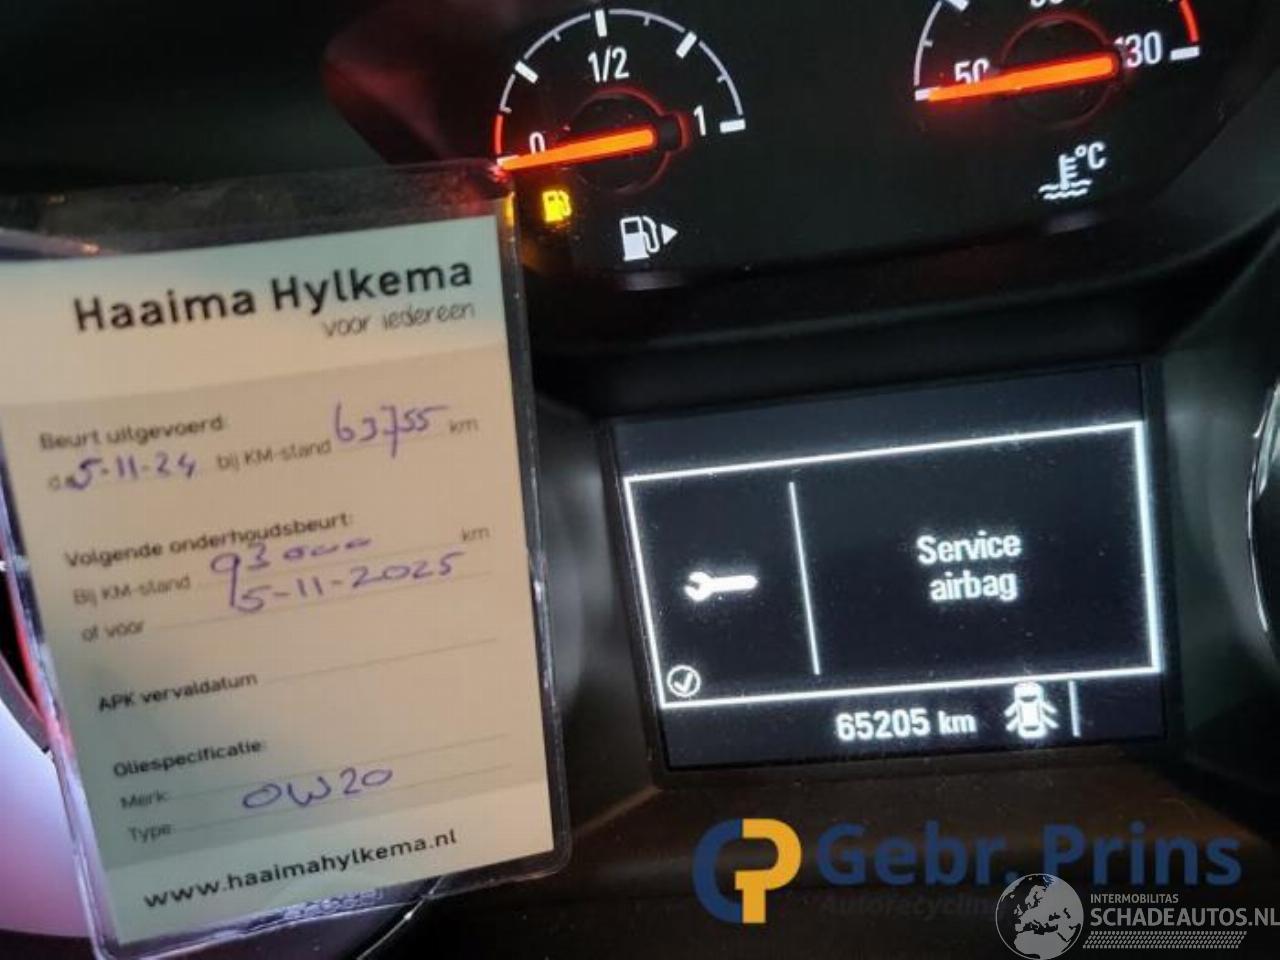 0
1/2
1
50
130
°C
Haaima Hylkema
voor iedereen
Beurt uitgevoerd:
d.d. 5-11-24 bij KM-stand 63755 km
Volgende onderhoudsbeurt:
Bij KM-stand 93000 km
of voor 5-11-2025
APK vervaldatum
Oliespecificatie:
Merk:
Type: 0W20
www.haaimahylkema.nl
Service
airbag
65205 km
Gebr. Prins
Autorecycling
INTERMOBILITAS
SCHADEAUTOS.NL